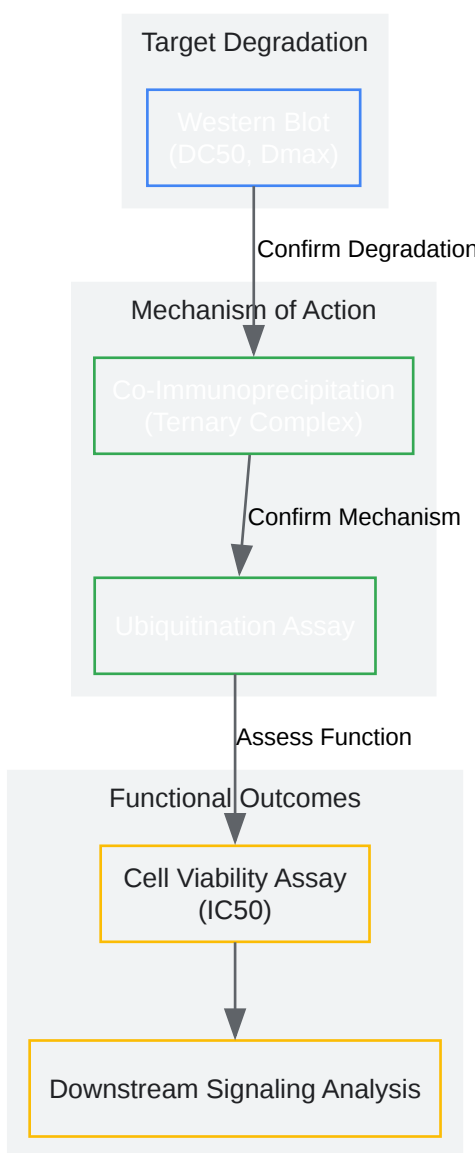 Target Degradation
Western Blot
(DC50, Dmax)
Confirm Degradation
Mechanism of Action
Co-Immunoprecipitation
(Ternary Complex)
Confirm Mechanism
Ubiquitination Assay
Assess Function
Functional Outcomes
Cell Viability Assay
(IC50)
Downstream Signaling Analysis